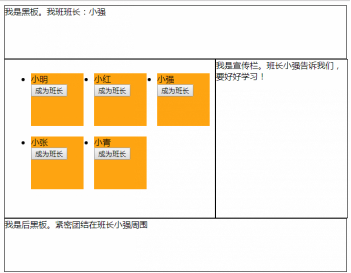 我是黑板。我班班长：小强
小明
成为班长
小红
成为班长
小强
成为班长
我是宣传栏。班长小强告诉我们，
要好好学习！
小张
成为班长
小青
成为班长
我是后黑板。紧密团结在班长小强周围